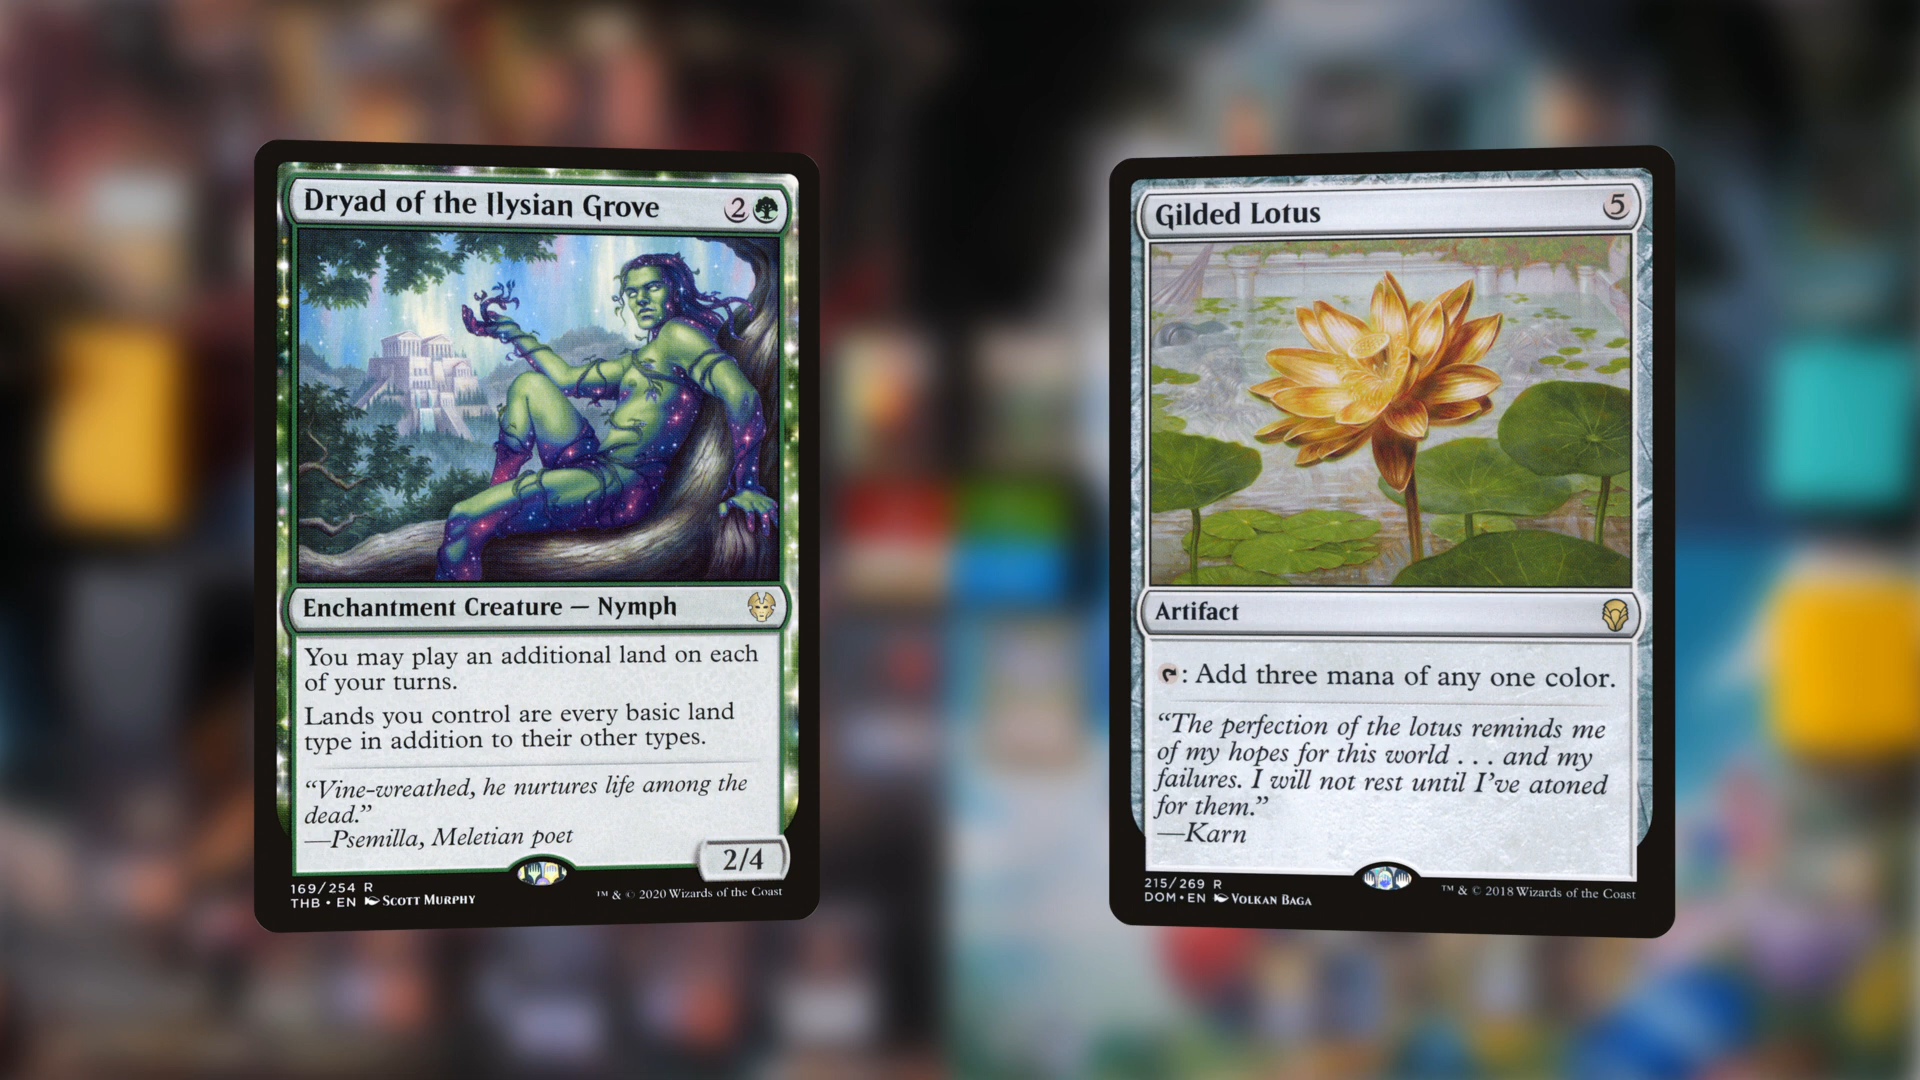 Dryad of the Ilysian Grove
2
Enchantment Creature — Nymph
You may play an additional land on each
of your turns.
Lands you control are every basic land
type in addition to their other types.
“Vine-wreathed, he nurtures life among the
dead.”
—Psemilla, Meletian poet
2/4
169/254 R
THB • EN Scott Murphy
™ & © 2020 Wizards of the Coast
Gilded Lotus
5
Artifact
: Add three mana of any one color.
“The perfection of the lotus reminds me
of my hopes for this world . . . and my
failures. I will not rest until I’ve atoned
for them.”
—Karn
215/269 R
DOM • EN Volkan Baga
™ & © 2018 Wizards of the Coast